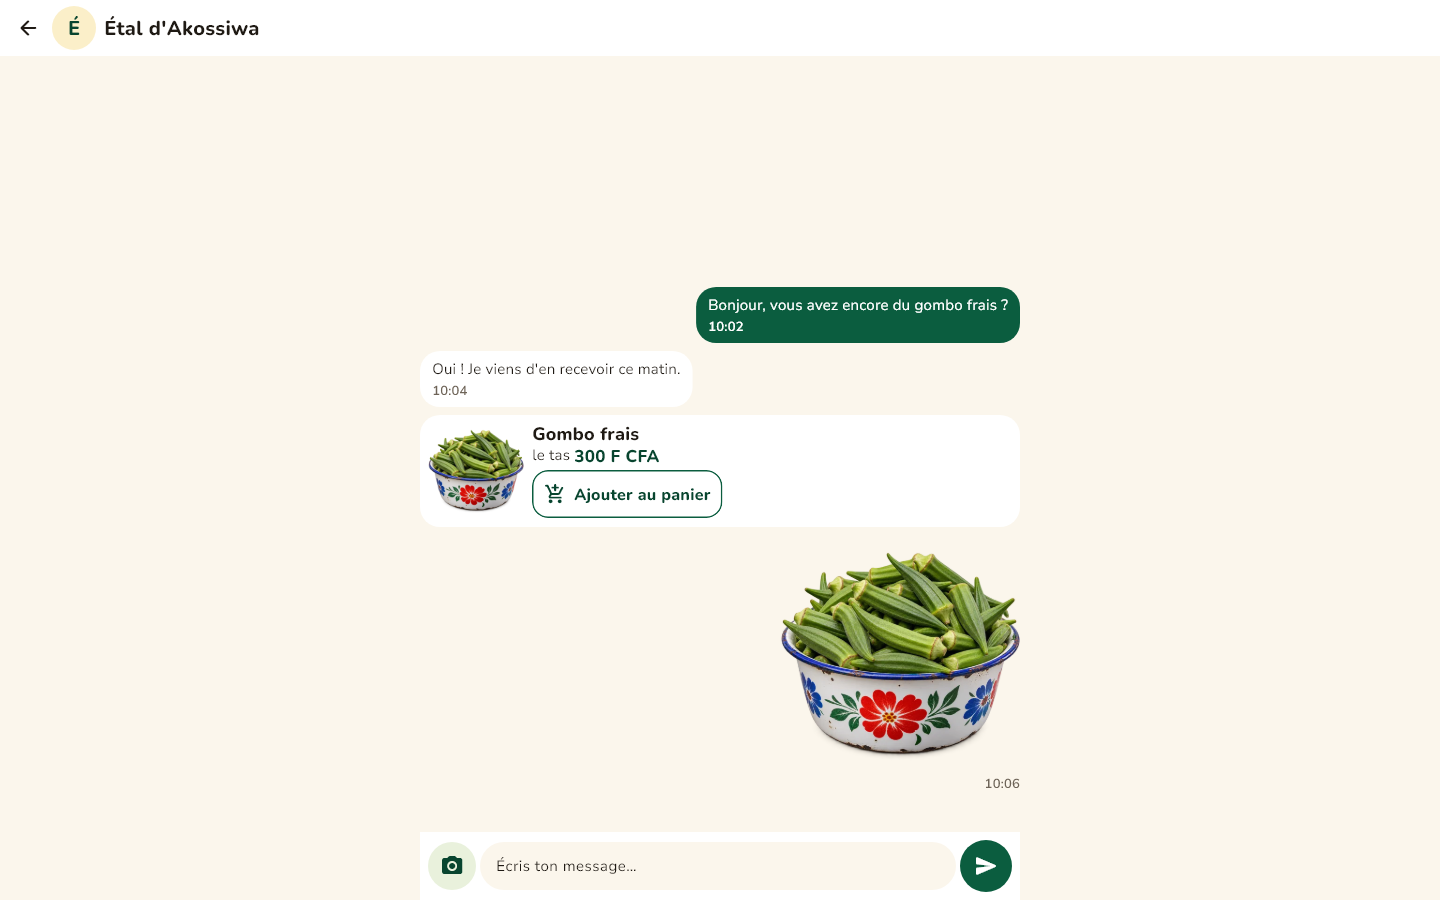 É
Étal d'Akossiwa
Bonjour, vous avez encore du gombo frais ?
10:02
Oui ! Je viens d'en recevoir ce matin.
10:04
Gombo frais
le tas 300 F CFA
Ajouter au panier
10:06
Écris ton message…